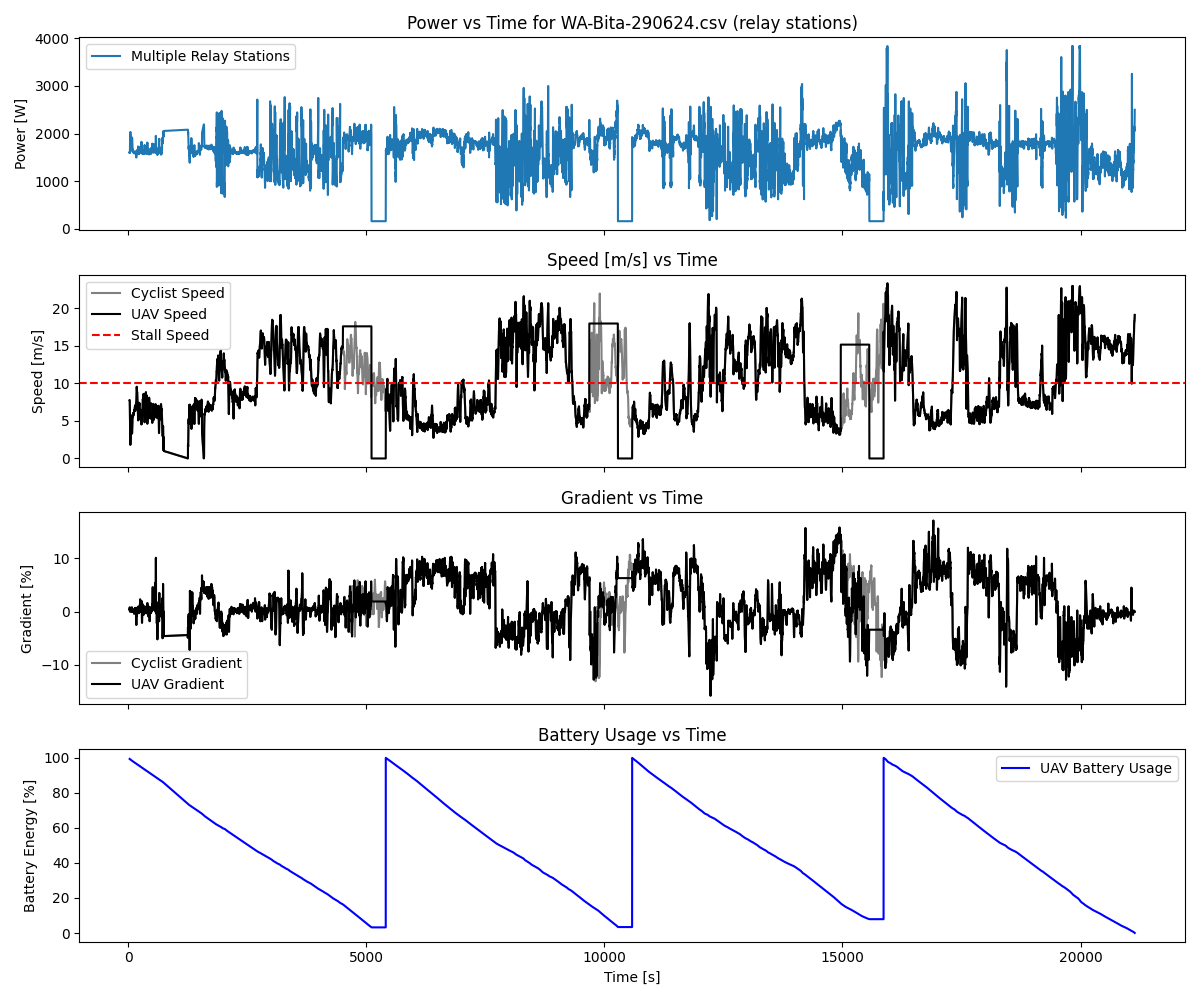 Power vs Time for WA-Bita-290624.csv (relay stations)
4000
3000
2000
1000
0
Power [W]
Multiple Relay Stations
Speed [m/s] vs Time
20
15
10
5
0
Speed [m/s]
Cyclist Speed
UAV Speed
Stall Speed
Gradient vs Time
10
0
−10
Gradient [%]
Cyclist Gradient
UAV Gradient
Battery Usage vs Time
100
80
60
40
20
0
Battery Energy [%]
UAV Battery Usage
0 5000 10000 15000 20000
Time [s]